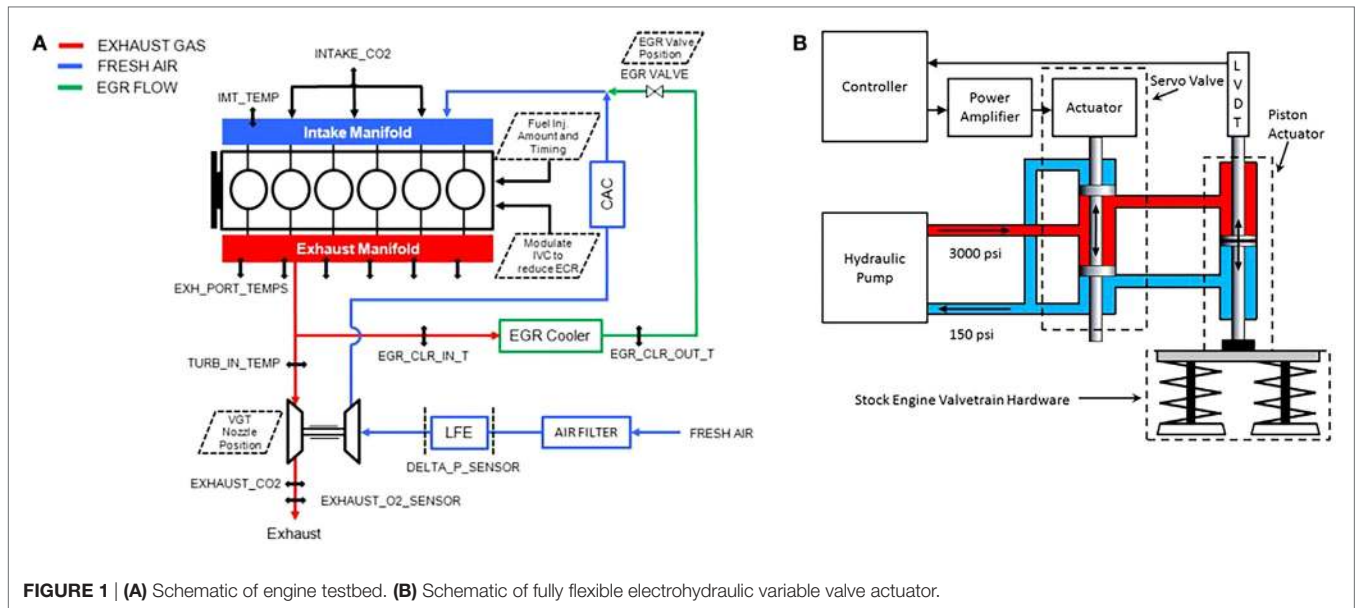 A
EXHAUST GAS
FRESH AIR
EGR FLOW
INTAKE_CO2
EGR Valve
Position
EGR VALVE
IMT_TEMP
Intake Manifold
Fuel Inj.
Amount and
Timing
CAC
Exhaust Manifold
Modulate
IVC to
reduce ECR
EXH_PORT_TEMPS
EGR Cooler
EGR_CLR_IN_T
EGR_CLR_OUT_T
TURB_IN_TEMP
VGT
Nozzle
Position
LFE
AIR FILTER
FRESH AIR
DELTA_P_SENSOR
EXHAUST_CO2
EXHAUST_O2_SENSOR
Exhaust
B
Controller
Power
Amplifier
Actuator
Servo Valve
LVDT
Piston
Actuator
Hydraulic
Pump
3000 psi
150 psi
Stock Engine Valvetrain Hardware
FIGURE 1 | (A) Schematic of engine testbed. (B) Schematic of fully flexible electrohydraulic variable valve actuator.